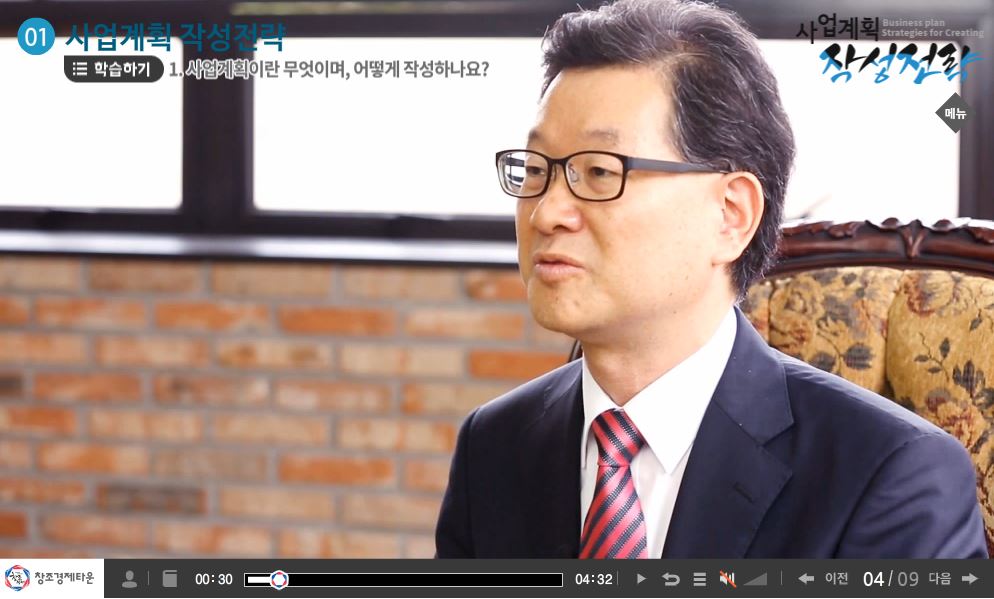 01 사업계획 작성전략
학습하기 1. 사업계획이란 무엇이며, 어떻게 작성하나요?
사업계획 Business plan
Strategies for Creating
작성전략
메뉴
창조경제타운 00:30 04:32 이전 04 / 09 다음